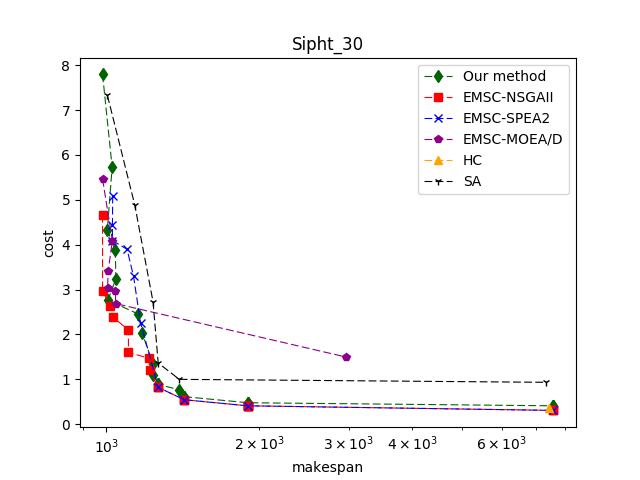 Sipht_30
8
7
6
5
4
3
2
1
0
cost
Our method
EMSC-NSGAII
EMSC-SPEA2
EMSC-MOEA/D
HC
SA
10³ 2 × 10³ 3 × 10³ 4 × 10³ 6 × 10³
makespan